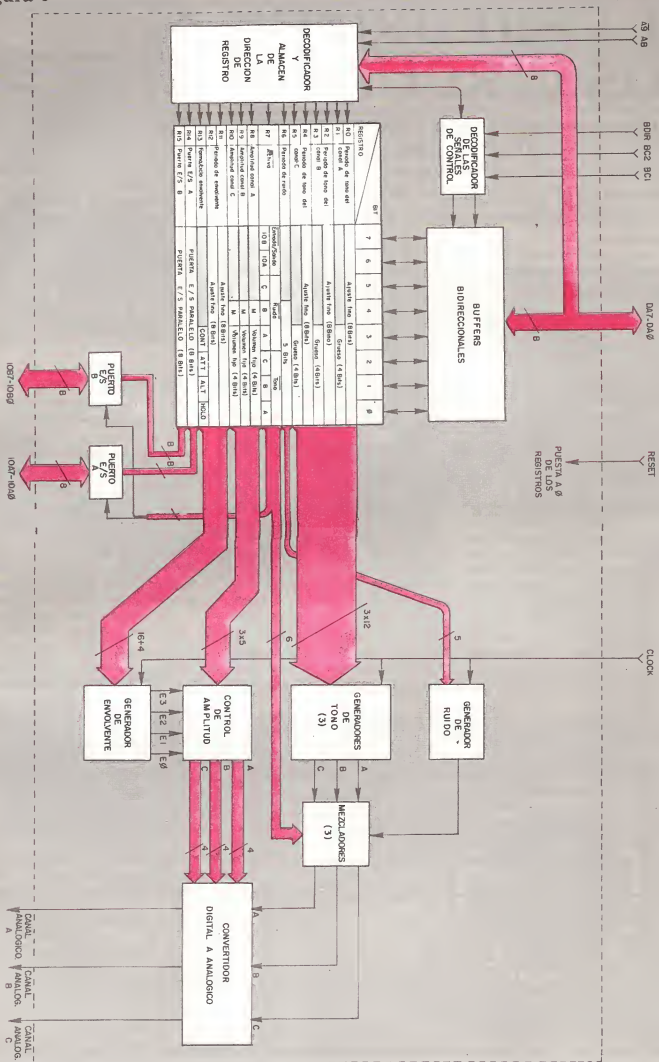 A̅9 A8
BDIR BC2 BC1
DA7-DAØ
RESET
CLOCK
8
DECODIFICADOR
Y
ALMACEN
DE
LA
DIRECCION
DE
REGISTRO
DECODIFICADOR
DE LAS
SEÑALES
DE CONTROL
BUFFERS
BIDIRECCIONALES
8
PUESTA A Ø
DE LOS
REGISTROS
REGISTRO BIT 7 6 5 4 3 2 1 Ø
R0 Periodo de tono del Ajuste fino (8 Bits)
R1 canal A Grueso (4 Bits)
R2 Periodo de tono del Ajuste fino (8 Bits)
R3 canal B Grueso (4 Bits)
R4 Periodo de tono del Ajuste fino (8 Bits)
R5 canal C Grueso (4 Bits)
R6 Periodo de ruido 5 Bits
R7 Entrada/Salida Ruido Tono
IOB IOA C B A C B A
R8 Amplitud canal A M Volumen fijo (4 Bits)
R9 Amplitud canal B M Volumen fijo (4 Bits)
R10 Amplitud canal C M Volumen fijo (4 Bits)
R11 Periodo de envolvente Ajuste fino (8 Bits)
R12 Ajuste (8 Bits)
R13 envolvente CONT ATT ALT HOLD
R14 Puerto E/S A PUERTA E/S PARALELO (8 Bits)
R15 Puerto E/S B PUERTA E/S PARALELO (8 Bits)
8
8
PUERTO
E/S
B
PUERTO
E/S
A
8
8
IOB7-IOBØ
IOA7-IOAØ
5
3x12
6
3x5
16+4
GENERADOR
DE
RUIDO
GENERADORES
DE
TONO
(3)
A
B
C
MEZCLADORES
(3)
CONTROL
DE
AMPLITUD
A
B
C
E3 E2 E1 EØ
GENERADOR
DE
ENVOLVENTE
4
4
4
A
B
C
CONVERTIDOR
DIGITAL A ANALOGICO
CANAL
ANALOGICO
A
CANAL
ANALOG.
B
CANAL
ANALOG.
C